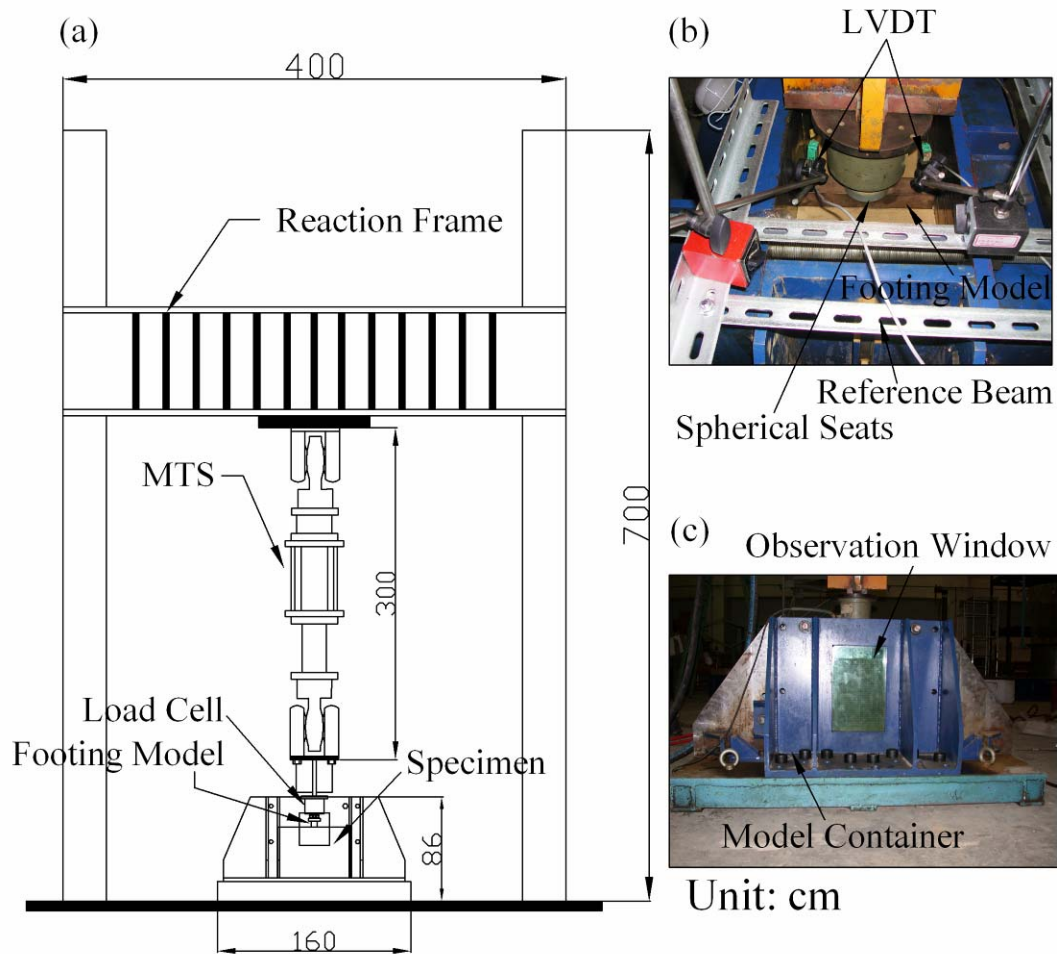 (a)
400
Reaction Frame
MTS
300
700
Load Cell
Footing Model
Specimen
86
160
(b)
LVDT
Footing Model
Reference Beam
Spherical Seats
(c)
Observation Window
Model Container
Unit: cm